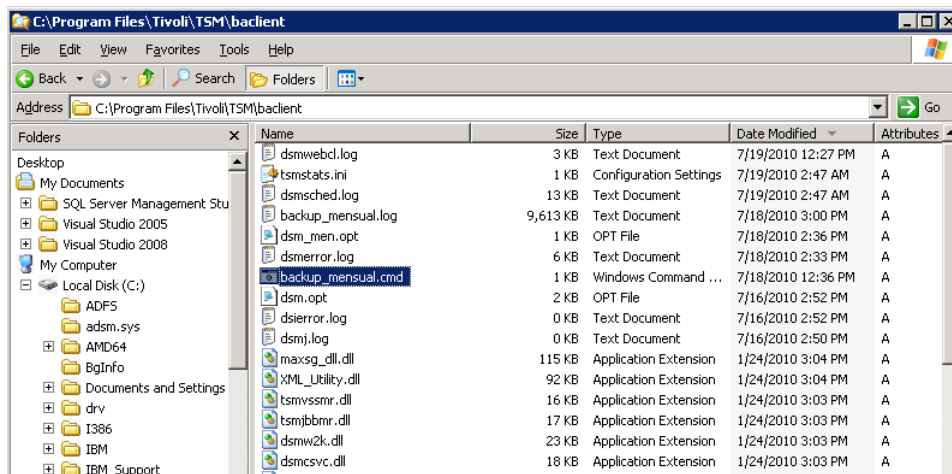 C:\Program Files\Tivoli\TSM\baclient
File Edit View Favorites Tools Help
Back Search Folders
Address C:\Program Files\Tivoli\TSM\baclient Go
Folders x
Desktop
My Documents
SQL Server Management Stu
Visual Studio 2005
Visual Studio 2008
My Computer
Local Disk (C:)
ADFS
adsm.sys
AMD64
BgInfo
Documents and Settings
drv
I386
IBM
IBM Support
Name Size Type Date Modified Attributes
dsmwebcl.log 3 KB Text Document 7/19/2010 12:27 PM A
tsmstats.ini 1 KB Configuration Settings 7/19/2010 2:47 AM A
dsmsched.log 13 KB Text Document 7/19/2010 2:47 AM A
backup_mensual.log 9,613 KB Text Document 7/18/2010 3:00 PM A
dsm_men.opt 1 KB OPT File 7/18/2010 2:36 PM A
dsmerror.log 6 KB Text Document 7/18/2010 2:33 PM A
backup_mensual.cmd 1 KB Windows Command ... 7/18/2010 12:36 PM A
dsm.opt 2 KB OPT File 7/16/2010 2:52 PM A
dsierror.log 0 KB Text Document 7/16/2010 2:52 PM A
dsmj.log 0 KB Text Document 7/16/2010 2:50 PM A
maxsg_dll.dll 115 KB Application Extension 1/24/2010 3:04 PM A
XML_Utility.dll 92 KB Application Extension 1/24/2010 3:04 PM A
tsmvssmr.dll 16 KB Application Extension 1/24/2010 3:03 PM A
tsmjbbmr.dll 17 KB Application Extension 1/24/2010 3:03 PM A
dsmw2k.dll 23 KB Application Extension 1/24/2010 3:03 PM A
dsmcsvc.dll 18 KB Application Extension 1/24/2010 3:03 PM A